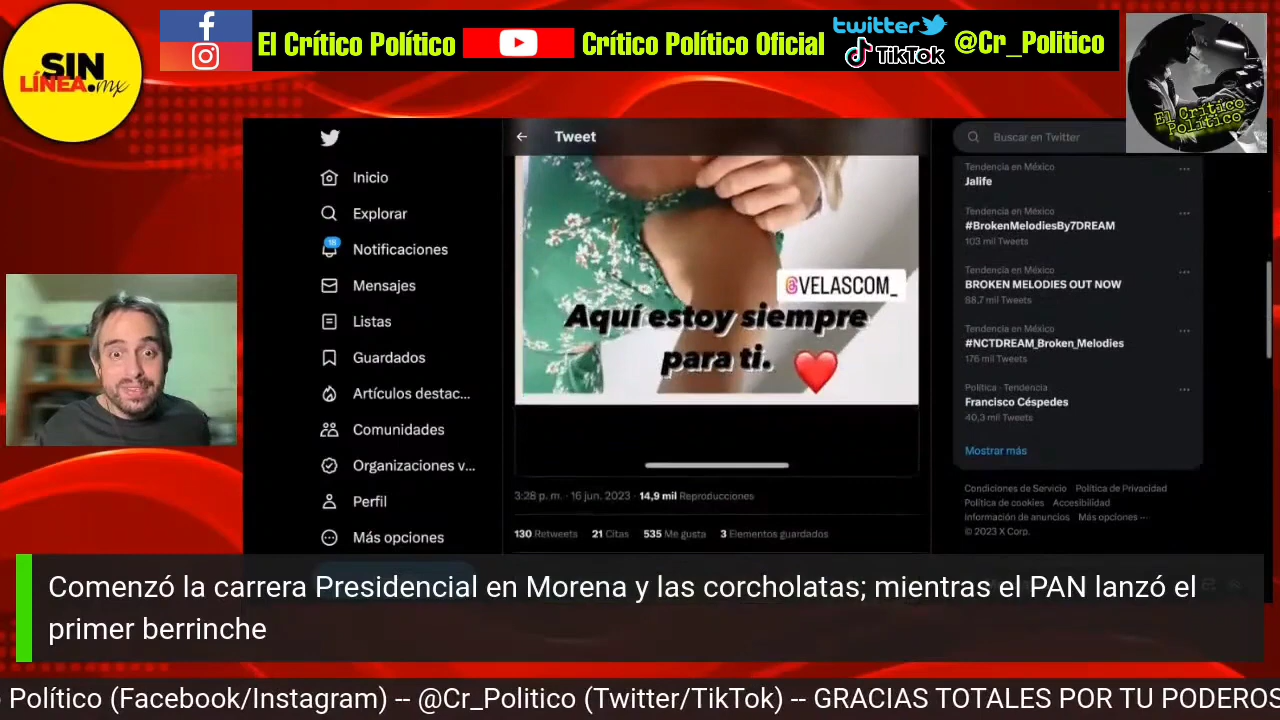 SIN
LÍNEA.mx
El Crítico Político
Crítico Político Oficial
twitter
TikTok
@Cr_Politico
El Crítico
Político
Tweet
Buscar en Twitter
Inicio
Explorar
18
Notificaciones
Mensajes
Listas
Guardados
Artículos destac...
Comunidades
Organizaciones v...
Perfil
Más opciones
@VELASCOM_
Aquí estoy siempre
para ti.
3:28 p. m. · 16 jun. 2023 · 14,9 mil Reproducciones
130 Retweets 21 Citas 535 Me gusta 3 Elementos guardados
Tendencia en México
Jalife
Tendencia en México
#BrokenMelodiesBy7DREAM
103 mil Tweets
Tendencia en México
BROKEN MELODIES OUT NOW
88,7 mil Tweets
Tendencia en México
#NCTDREAM_Broken_Melodies
176 mil Tweets
Política · Tendencia
Francisco Céspedes
40,3 mil Tweets
Mostrar más
Condiciones de Servicio Política de Privacidad
Política de cookies Accesibilidad
Información de anuncios Más opciones ···
© 2023 X Corp.
Comenzó la carrera Presidencial en Morena y las corcholatas; mientras el PAN lanzó el
primer berrinche
o Político (Facebook/Instagram) -- @Cr_Politico (Twitter/TikTok) -- GRACIAS TOTALES POR TU PODEROS